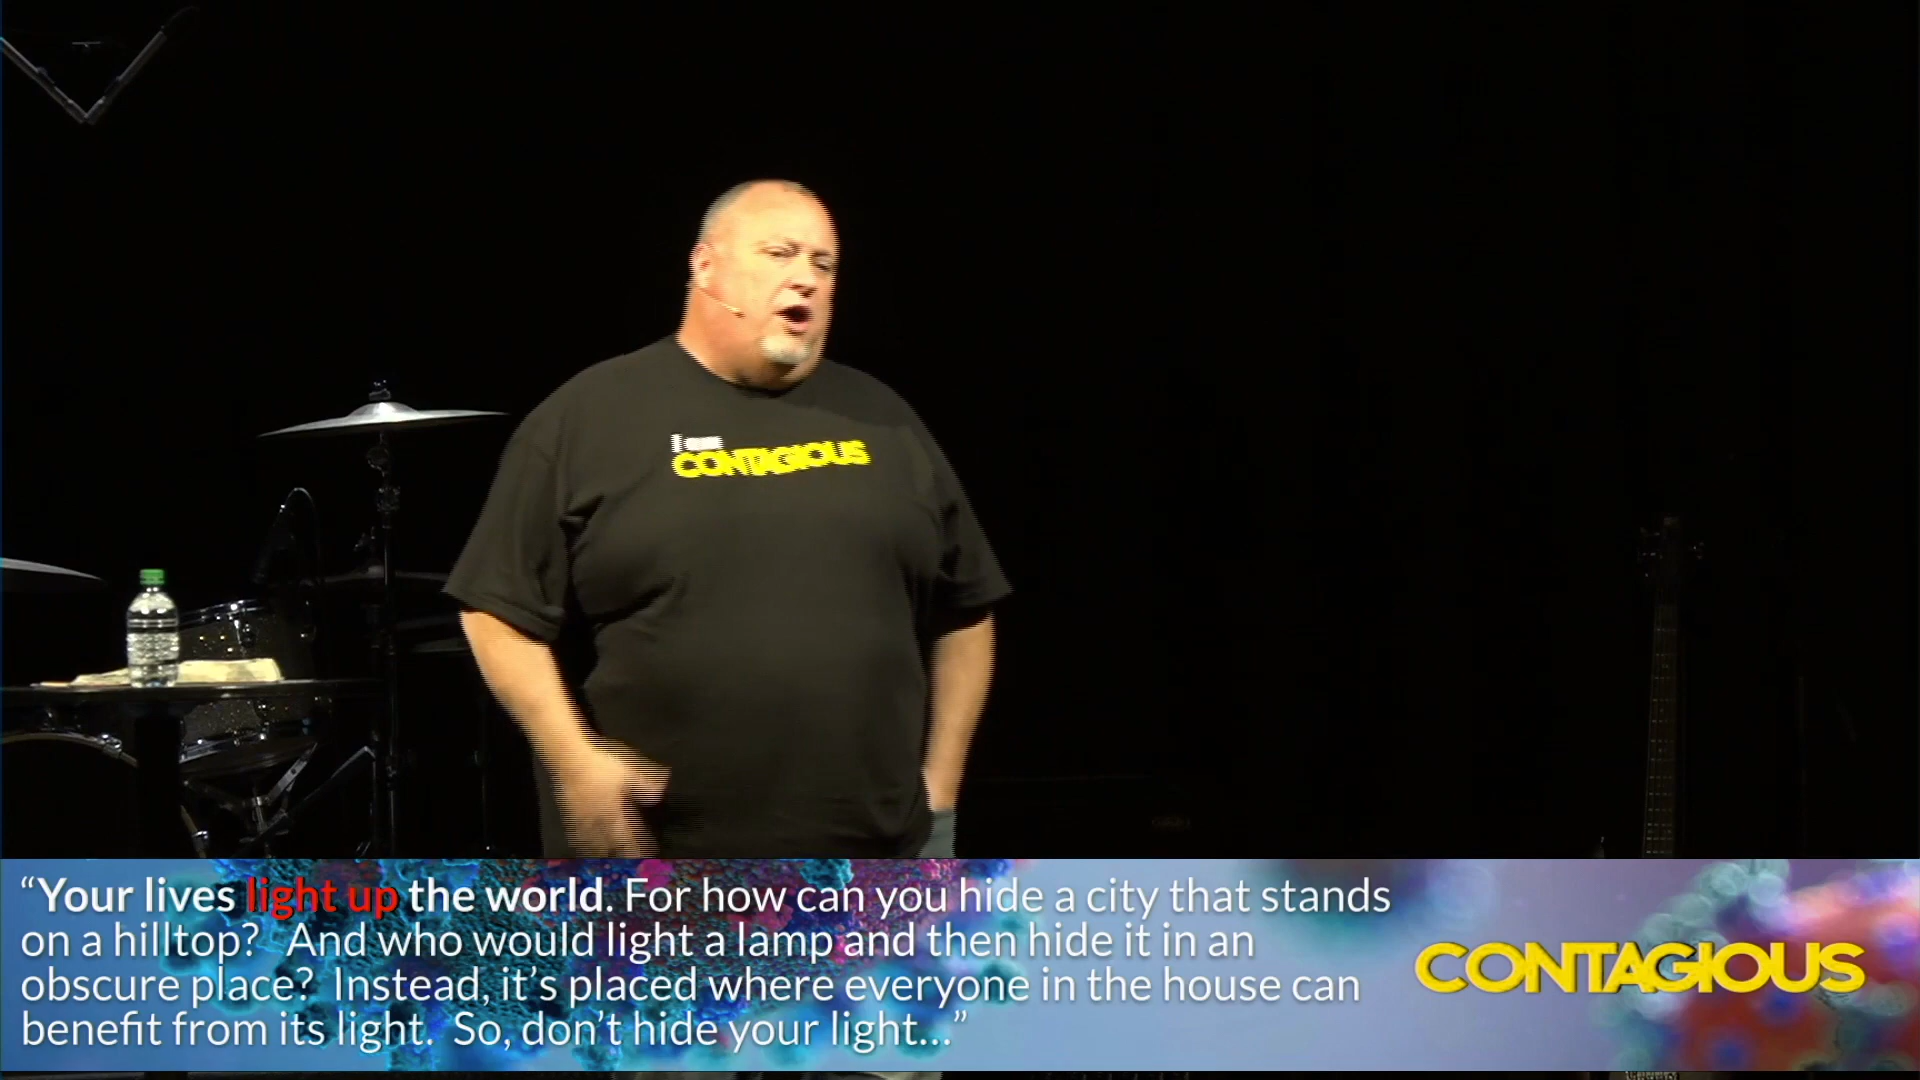 I am
CONTAGIOUS
“Your lives light up the world. For how can you hide a city that stands
on a hilltop? And who would light a lamp and then hide it in an
obscure place? Instead, it’s placed where everyone in the house can
benefit from its light. So, don’t hide your light...”
CONTAGIOUS